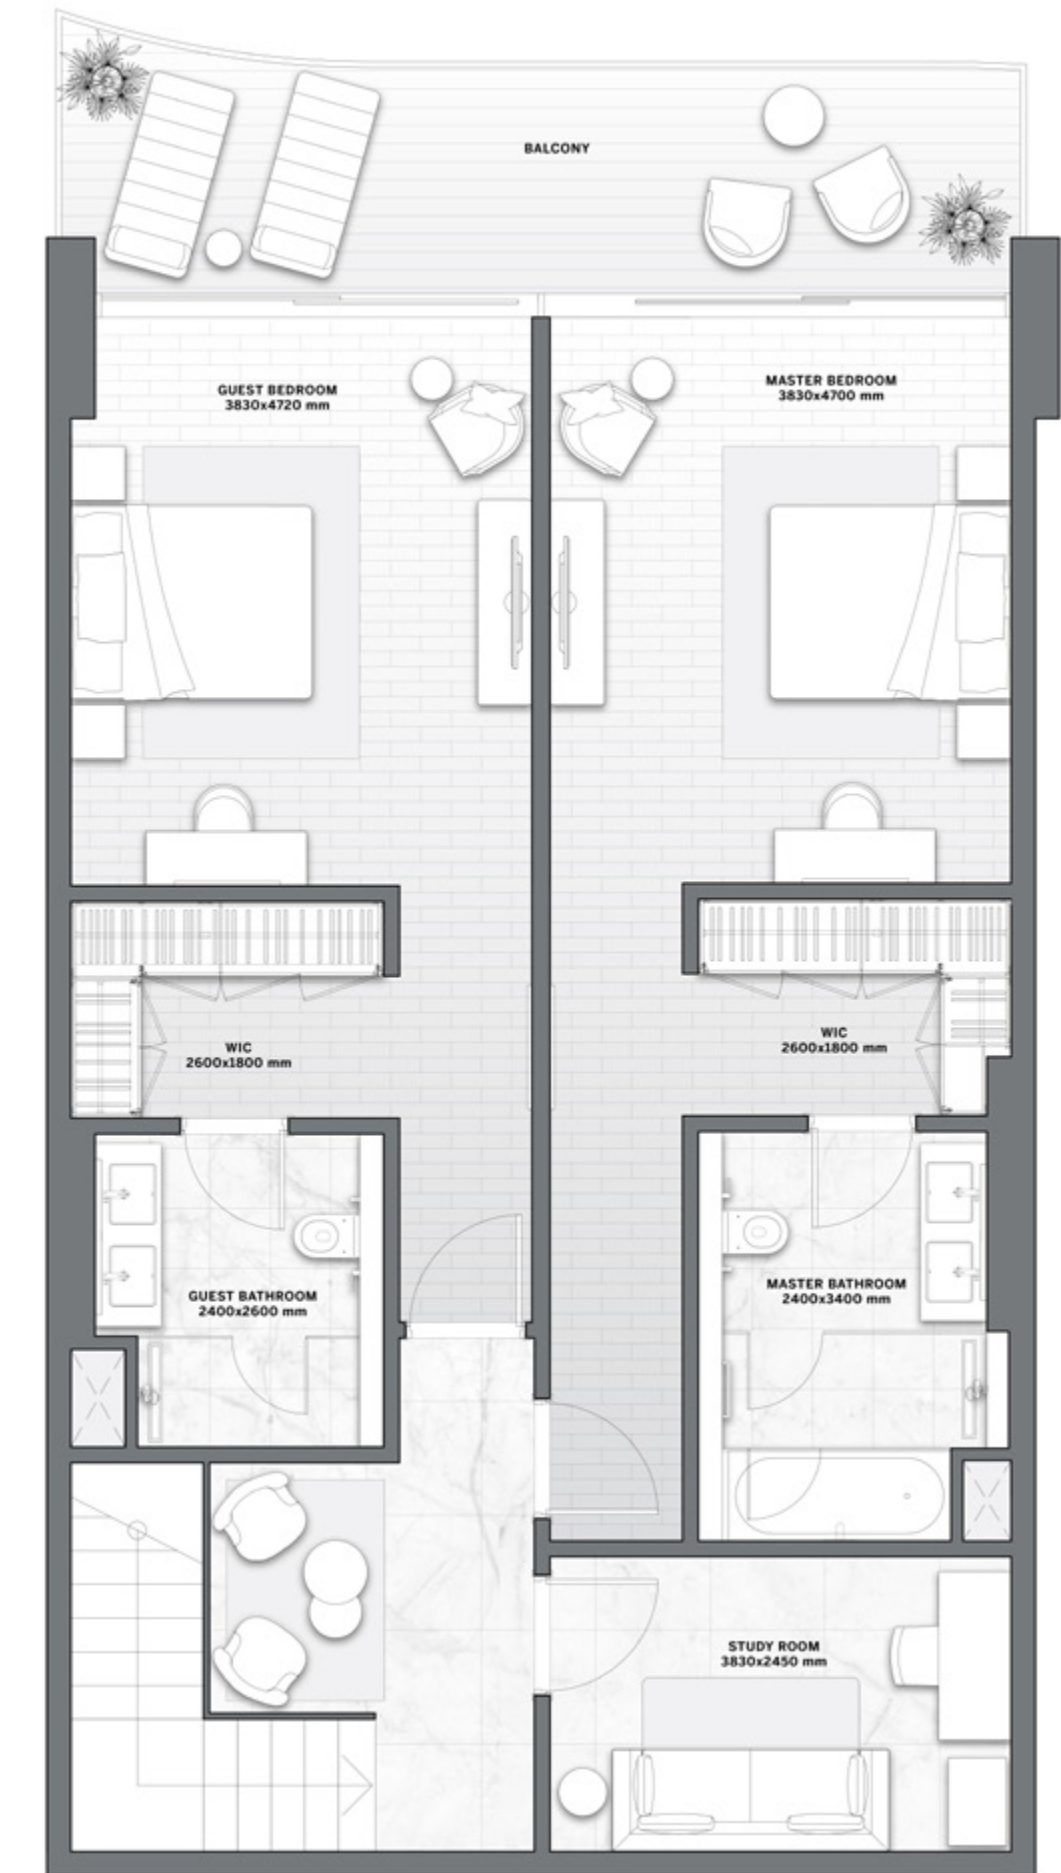 BALCONY
GUEST BEDROOM
3830x4720 mm
MASTER BEDROOM
3830x4700 mm
WIC
2600x1800 mm
WIC
2600x1800 mm
GUEST BATHROOM
2400x2600 mm
MASTER BATHROOM
2400x3400 mm
STUDY ROOM
3830x2450 mm